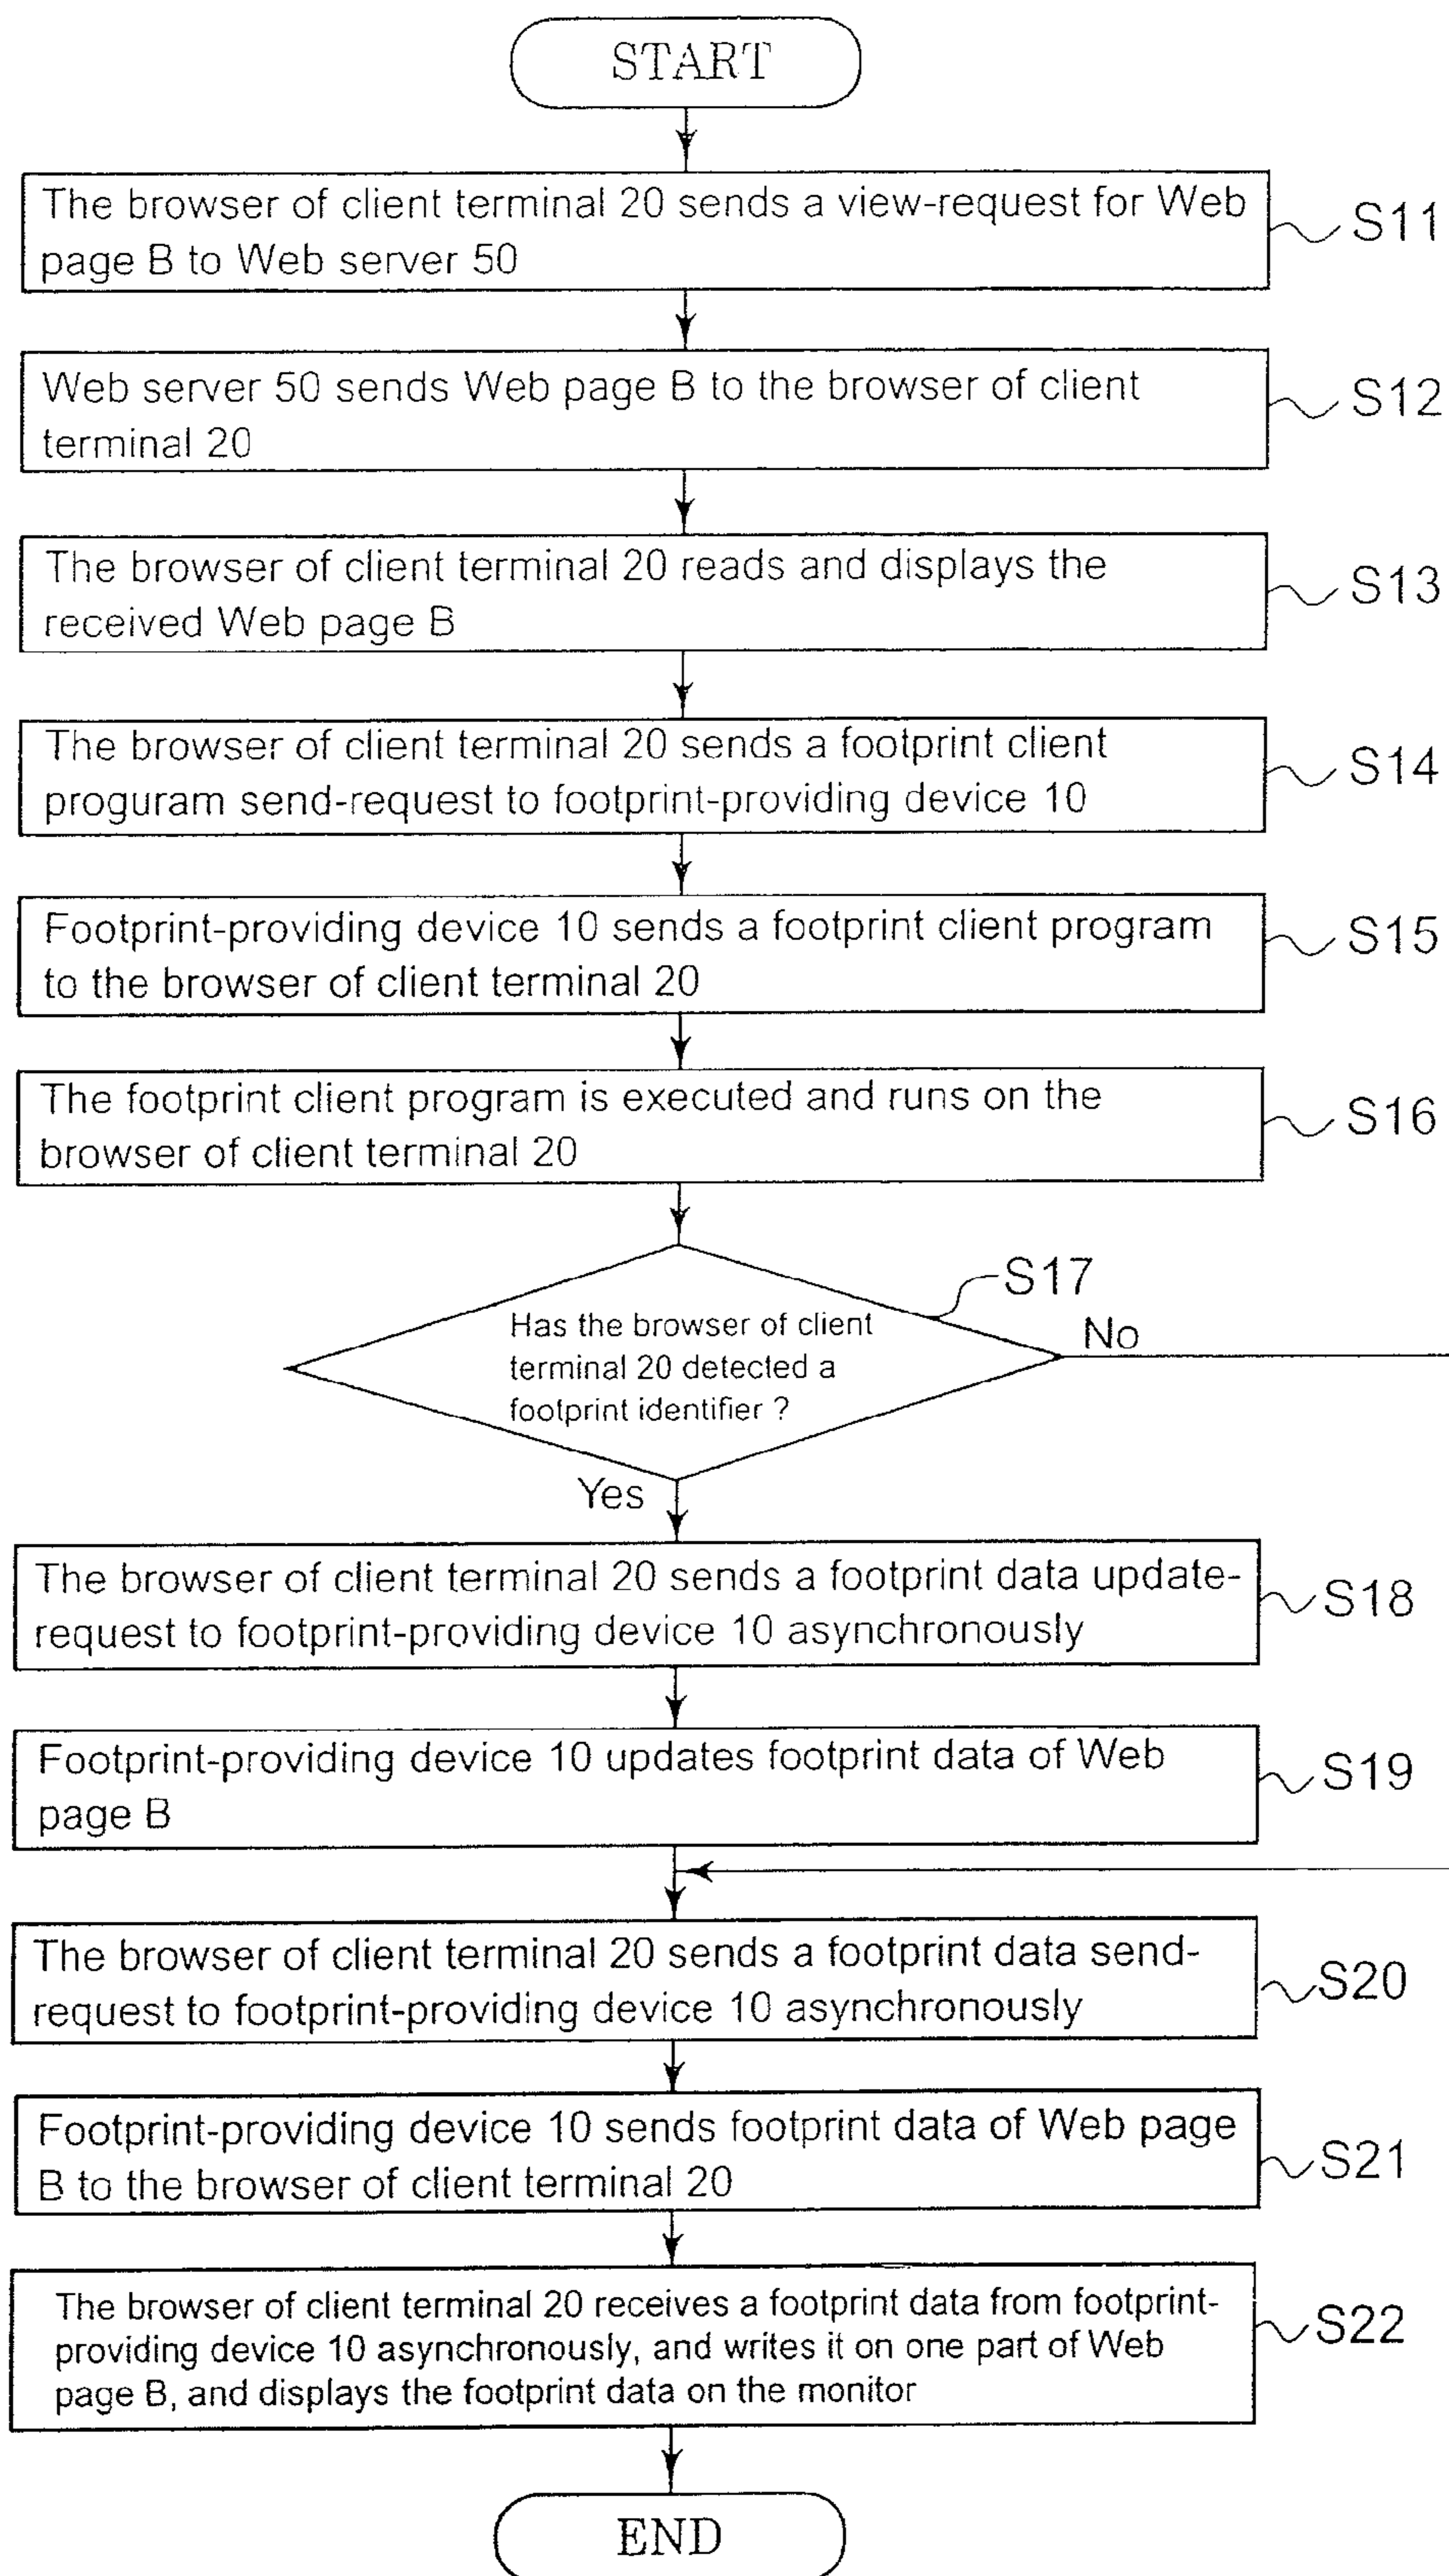 START
The browser of client terminal 20 sends a view-request for Web
page B to Web server 50
S11
Web server 50 sends Web page B to the browser of client
terminal 20
S12
The browser of client terminal 20 reads and displays the
received Web page B
S13
The browser of client terminal 20 sends a footprint client
proguram send-request to footprint-providing device 10
S14
Footprint-providing device 10 sends a footprint client program
to the browser of client terminal 20
S15
The footprint client program is executed and runs on the
browser of client terminal 20
S16
S17
Has the browser of client
terminal 20 detected a
footprint identifier ?
No
Yes
The browser of client terminal 20 sends a footprint data update-
request to footprint-providing device 10 asynchronously
S18
Footprint-providing device 10 updates footprint data of Web
page B
S19
The browser of client terminal 20 sends a footprint data send-
request to footprint-providing device 10 asynchronously
S20
Footprint-providing device 10 sends footprint data of Web page
B to the browser of client terminal 20
S21
The browser of client terminal 20 receives a footprint data from footprint-
providing device 10 asynchronously, and writes it on one part of Web
page B, and displays the footprint data on the monitor
S22
END